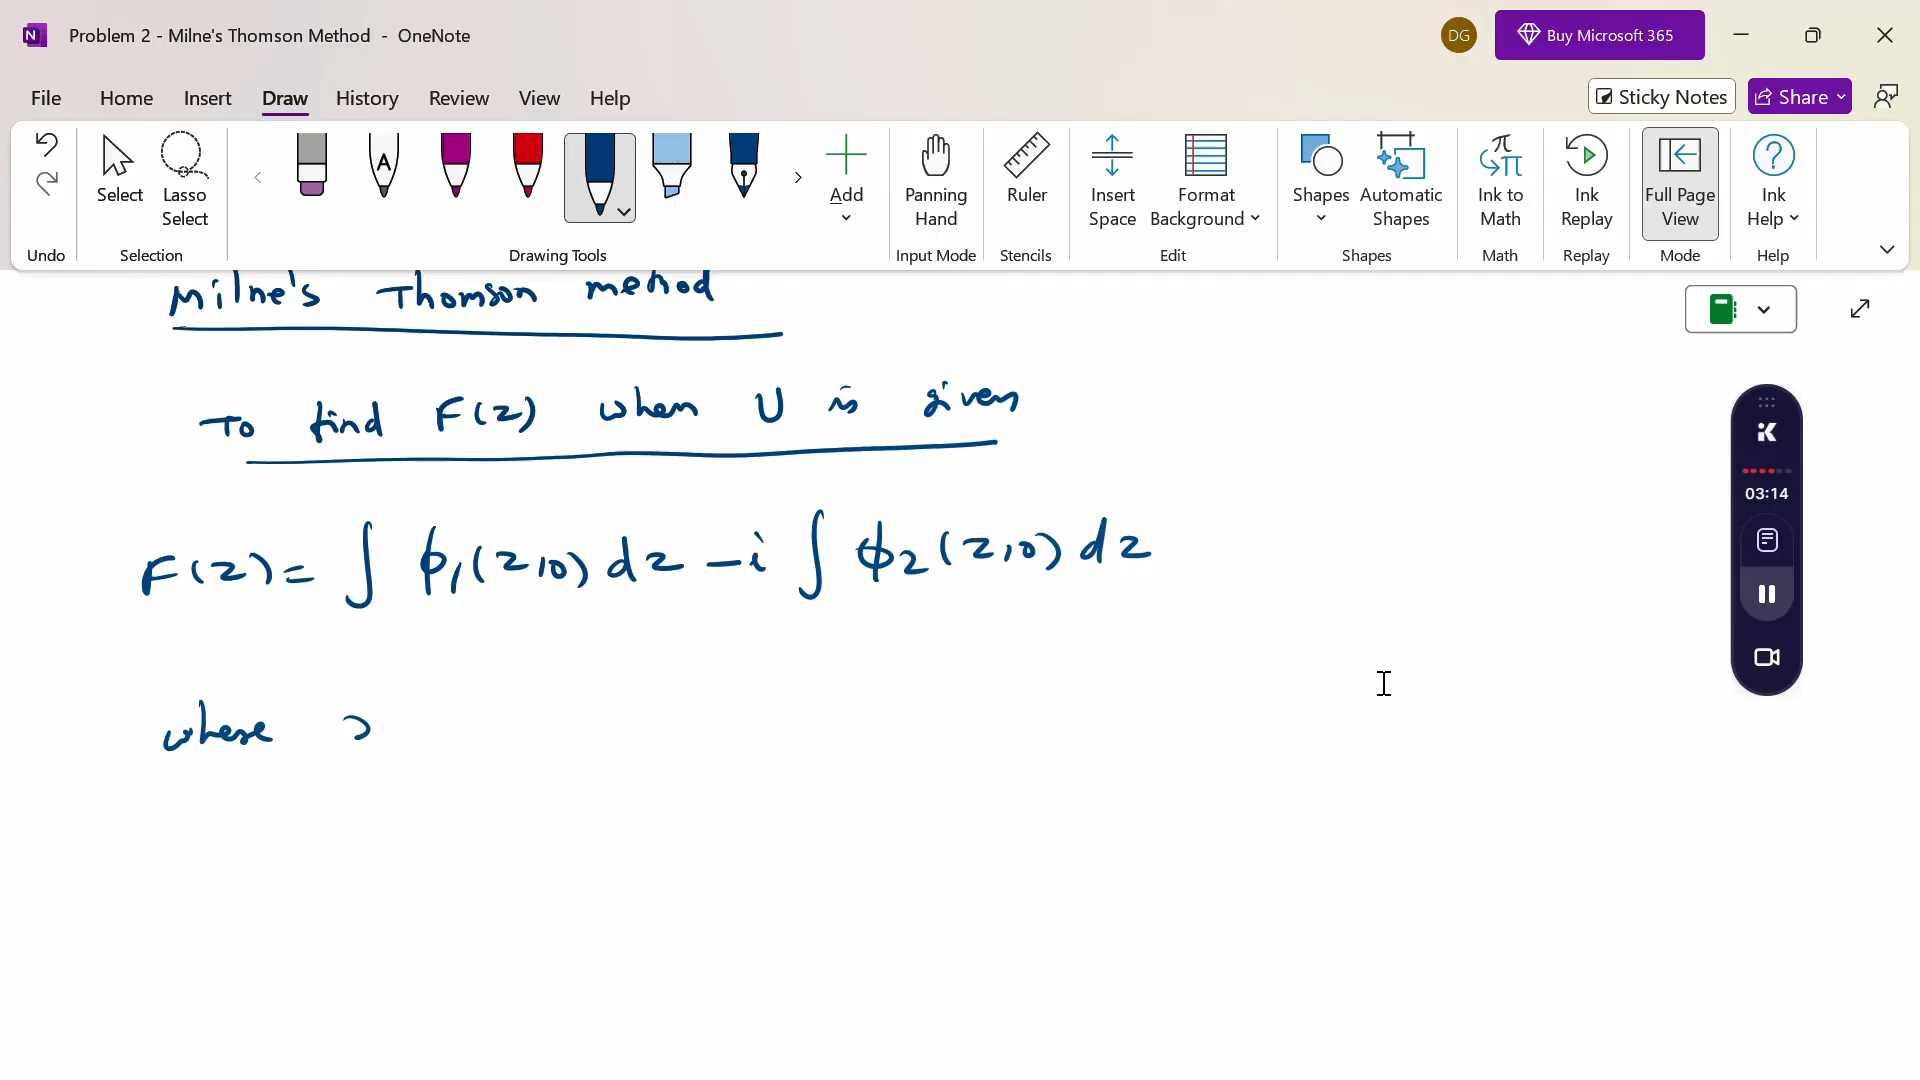 Problem 2 - Milne's Thomson Method - OneNote
DG
Buy Microsoft 365
File Home Insert Draw History Review View Help
Sticky Notes
Share
Undo
Select
Lasso Select
Selection
A
Drawing Tools
Add
Panning Hand
Input Mode
Ruler
Stencils
Insert Space
Format Background
Edit
Shapes
Automatic Shapes
Shapes
Ink to Math
Math
Ink Replay
Replay
Full Page View
Mode
Ink Help
Help
Milne's Thomson method
To find F(z) when U is given
F(z) = ∫ ϕ₁(z,0) dz – i ∫ ϕ₂(z,0) dz
where
03:14